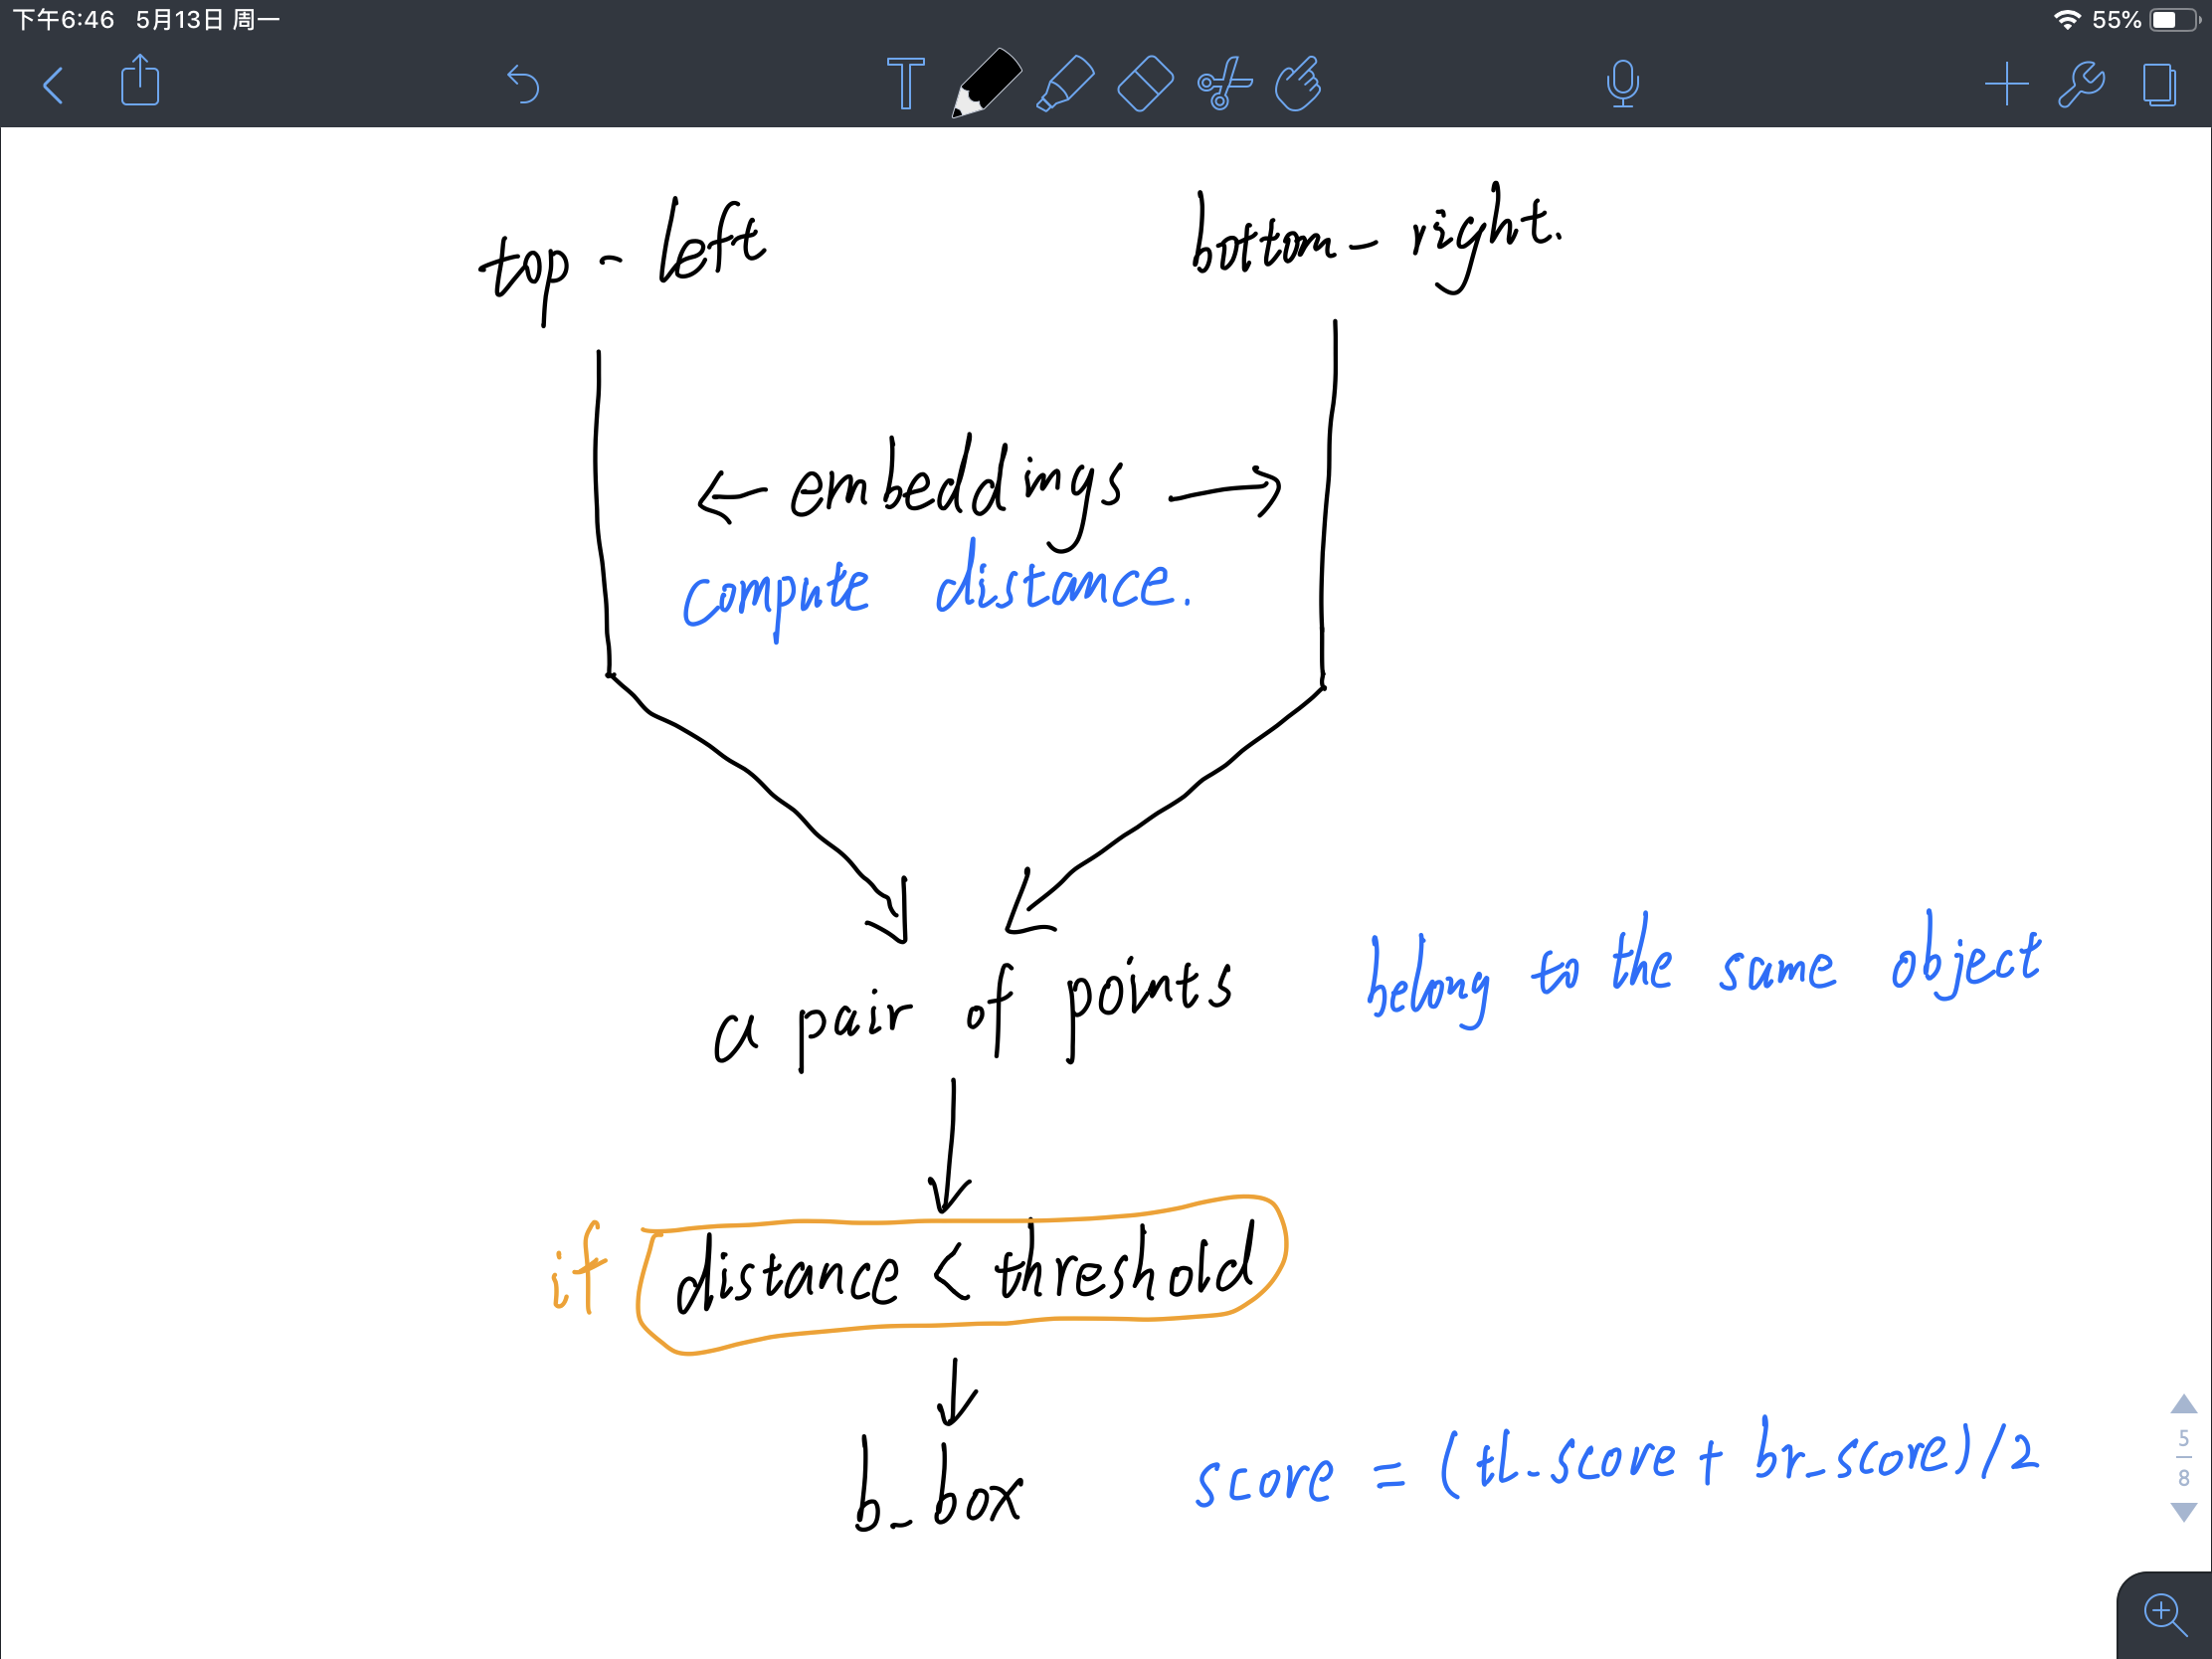 下午6:46 5月13日 周一 55%
T
top - left bottom - right.
← embeddings →
compute distance.
a pair of points belong to the same object
if distance < threshold
b_box score = (tl_score + br_score)/2
5
8